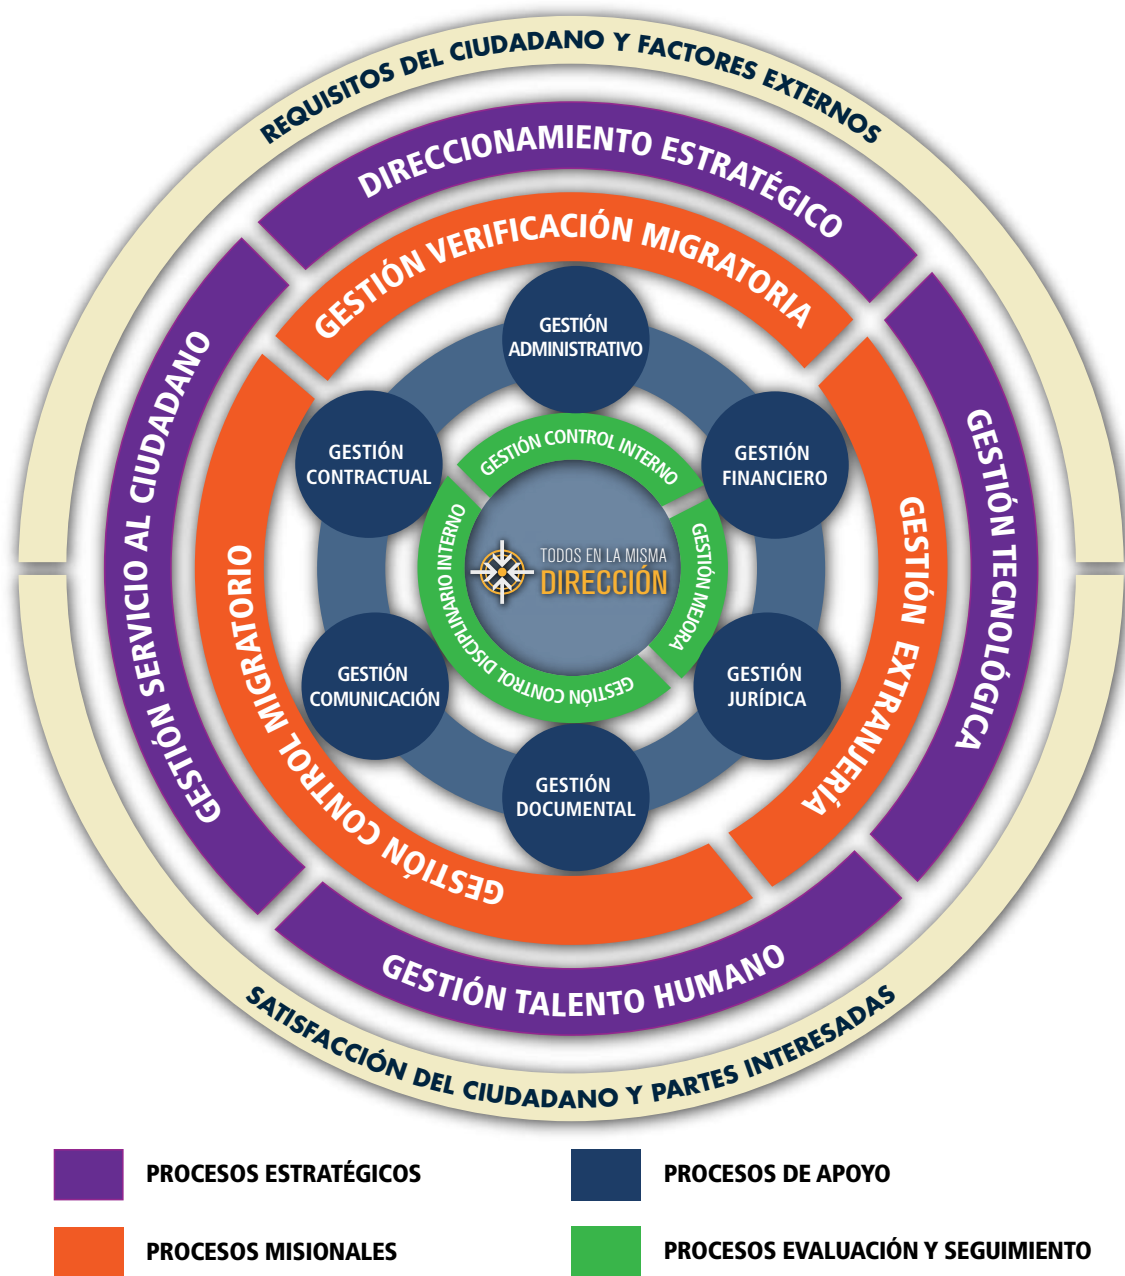 REQUISITOS DEL CIUDADANO Y FACTORES EXTERNOS
DIRECCIONAMIENTO ESTRATÉGICO
GESTIÓN VERIFICACIÓN MIGRATORIA
GESTIÓN SERVICIO AL CIUDADANO
GESTIÓN TECNOLÓGICA
GESTIÓN CONTROL MIGRATORIO
GESTIÓN EXTRANJERÍA
GESTIÓN
ADMINISTRATIVO
GESTIÓN
CONTRACTUAL
GESTIÓN
FINANCIERO
GESTIÓN CONTROL INTERNO
GESTIÓN MEJORA
GESTIÓN CONTROL DISCIPLINARIO INTERNO
TODOS EN LA MISMA
DIRECCIÓN
GESTIÓN
COMUNICACIÓN
GESTIÓN
JURÍDICA
GESTIÓN
DOCUMENTAL
GESTIÓN TALENTO HUMANO
SATISFACCIÓN DEL CIUDADANO Y PARTES INTERESADAS
PROCESOS ESTRATÉGICOS
PROCESOS DE APOYO
PROCESOS MISIONALES
PROCESOS EVALUACIÓN Y SEGUIMIENTO